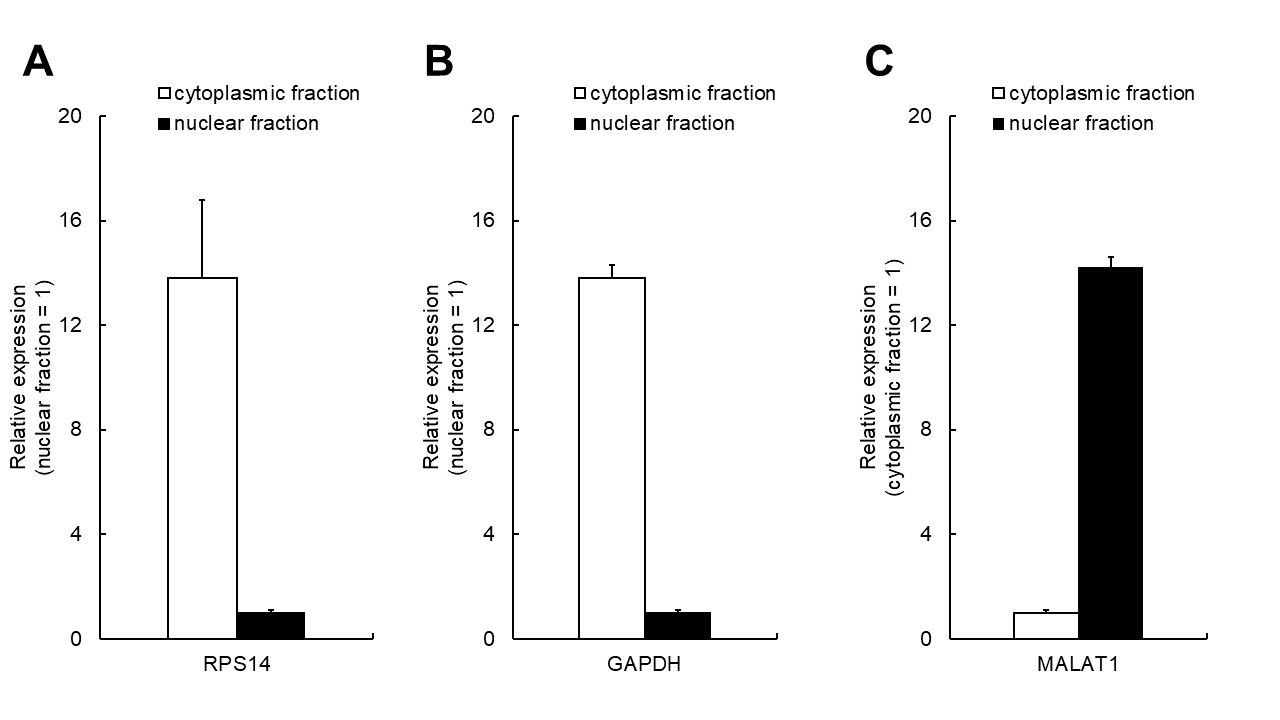 A
cytoplasmic fraction
nuclear fraction
20
16
12
8
4
0
Relative expression
(nuclear fraction = 1)
RPS14
B
cytoplasmic fraction
nuclear fraction
20
16
12
8
4
0
Relative expression
(nuclear fraction = 1)
GAPDH
C
cytoplasmic fraction
nuclear fraction
20
16
12
8
4
0
Relative expression
(cytoplasmic fraction = 1)
MALAT1